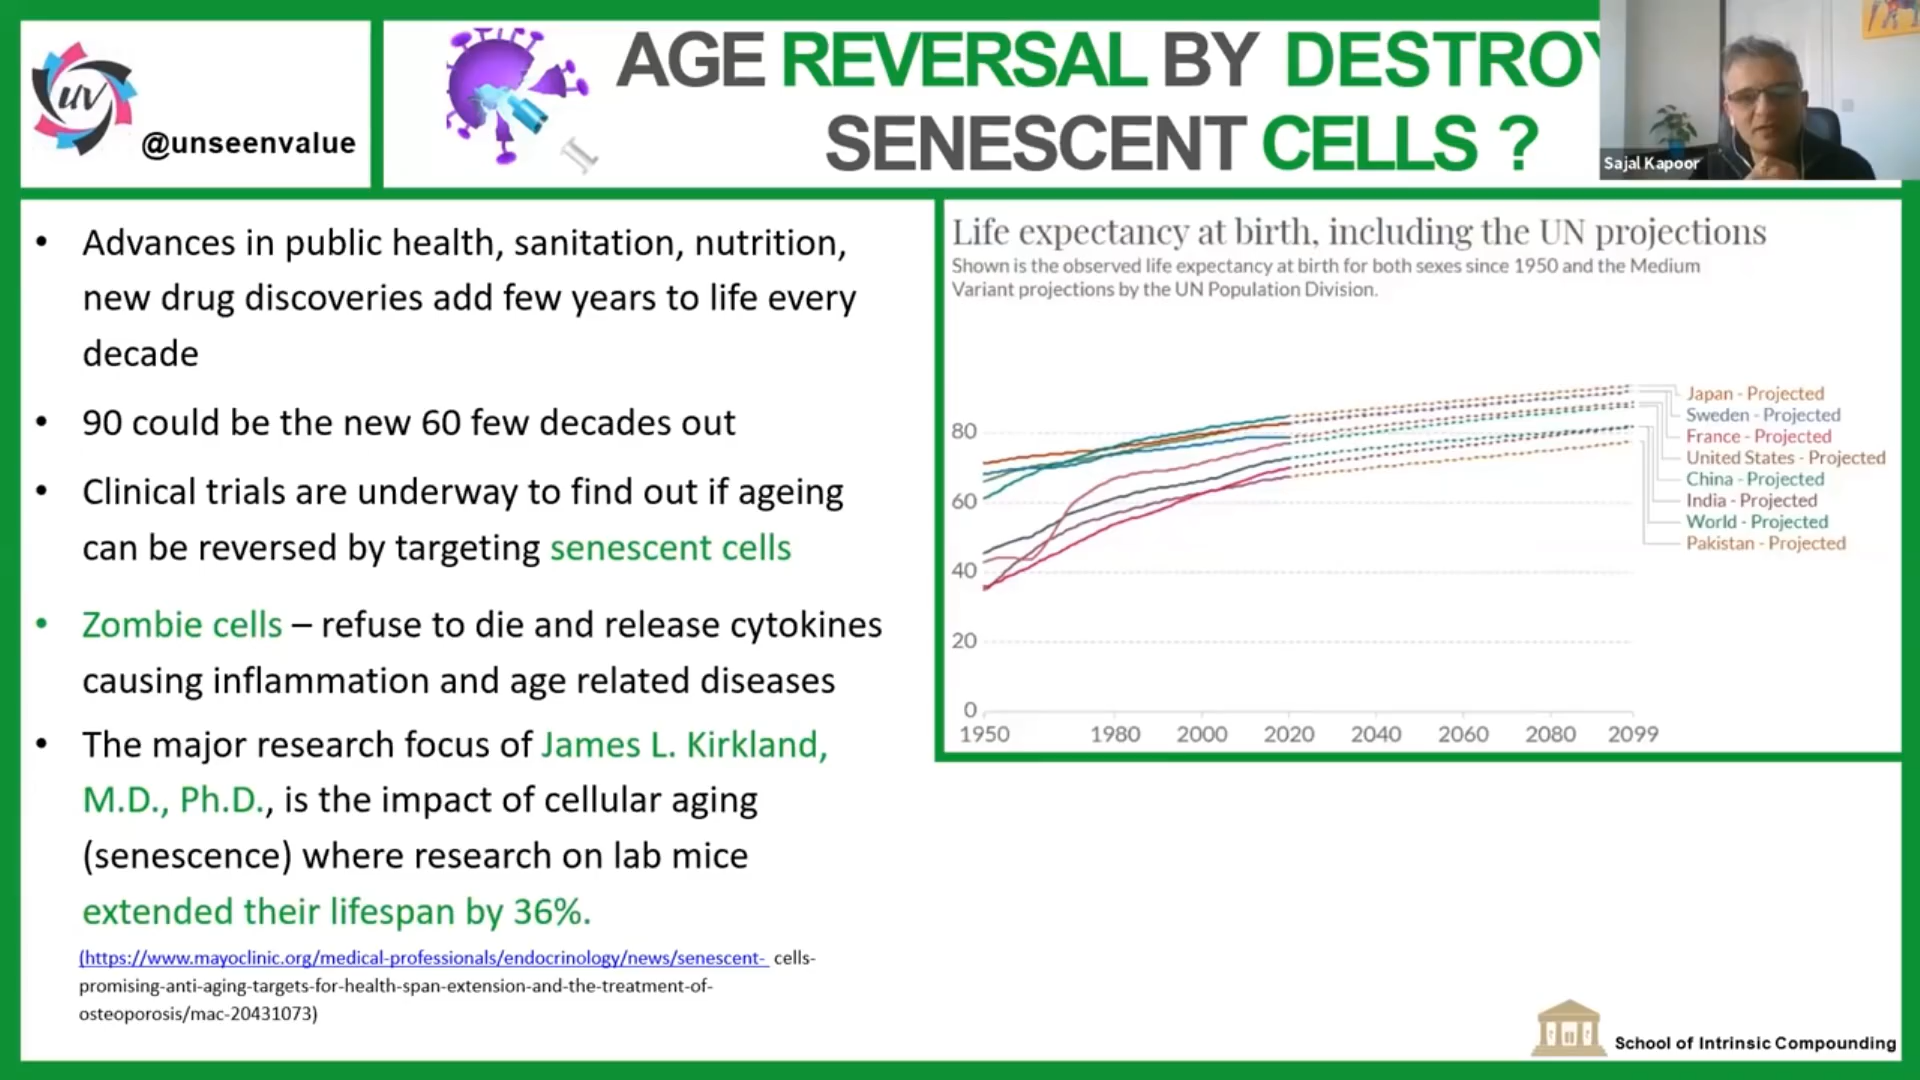 uv
@unseenvalue
AGE REVERSAL BY DESTROY
SENESCENT CELLS ?
Sajal Kapoor
• Advances in public health, sanitation, nutrition,
new drug discoveries add few years to life every
decade
• 90 could be the new 60 few decades out
• Clinical trials are underway to find out if ageing
can be reversed by targeting senescent cells
• Zombie cells – refuse to die and release cytokines
causing inflammation and age related diseases
• The major research focus of James L. Kirkland,
M.D., Ph.D., is the impact of cellular aging
(senescence) where research on lab mice
extended their lifespan by 36%.
(https://www.mayoclinic.org/medical-professionals/endocrinology/news/senescent- cells-
promising-anti-aging-targets-for-health-span-extension-and-the-treatment-of-
osteoporosis/mac-20431073)
Life expectancy at birth, including the UN projections
Shown is the observed life expectancy at birth for both sexes since 1950 and the Medium
Variant projections by the UN Population Division.
80
60
40
20
0
1950 1980 2000 2020 2040 2060 2080 2099
Japan - Projected
Sweden - Projected
France - Projected
United States - Projected
China - Projected
India - Projected
World - Projected
Pakistan - Projected
School of Intrinsic Compounding